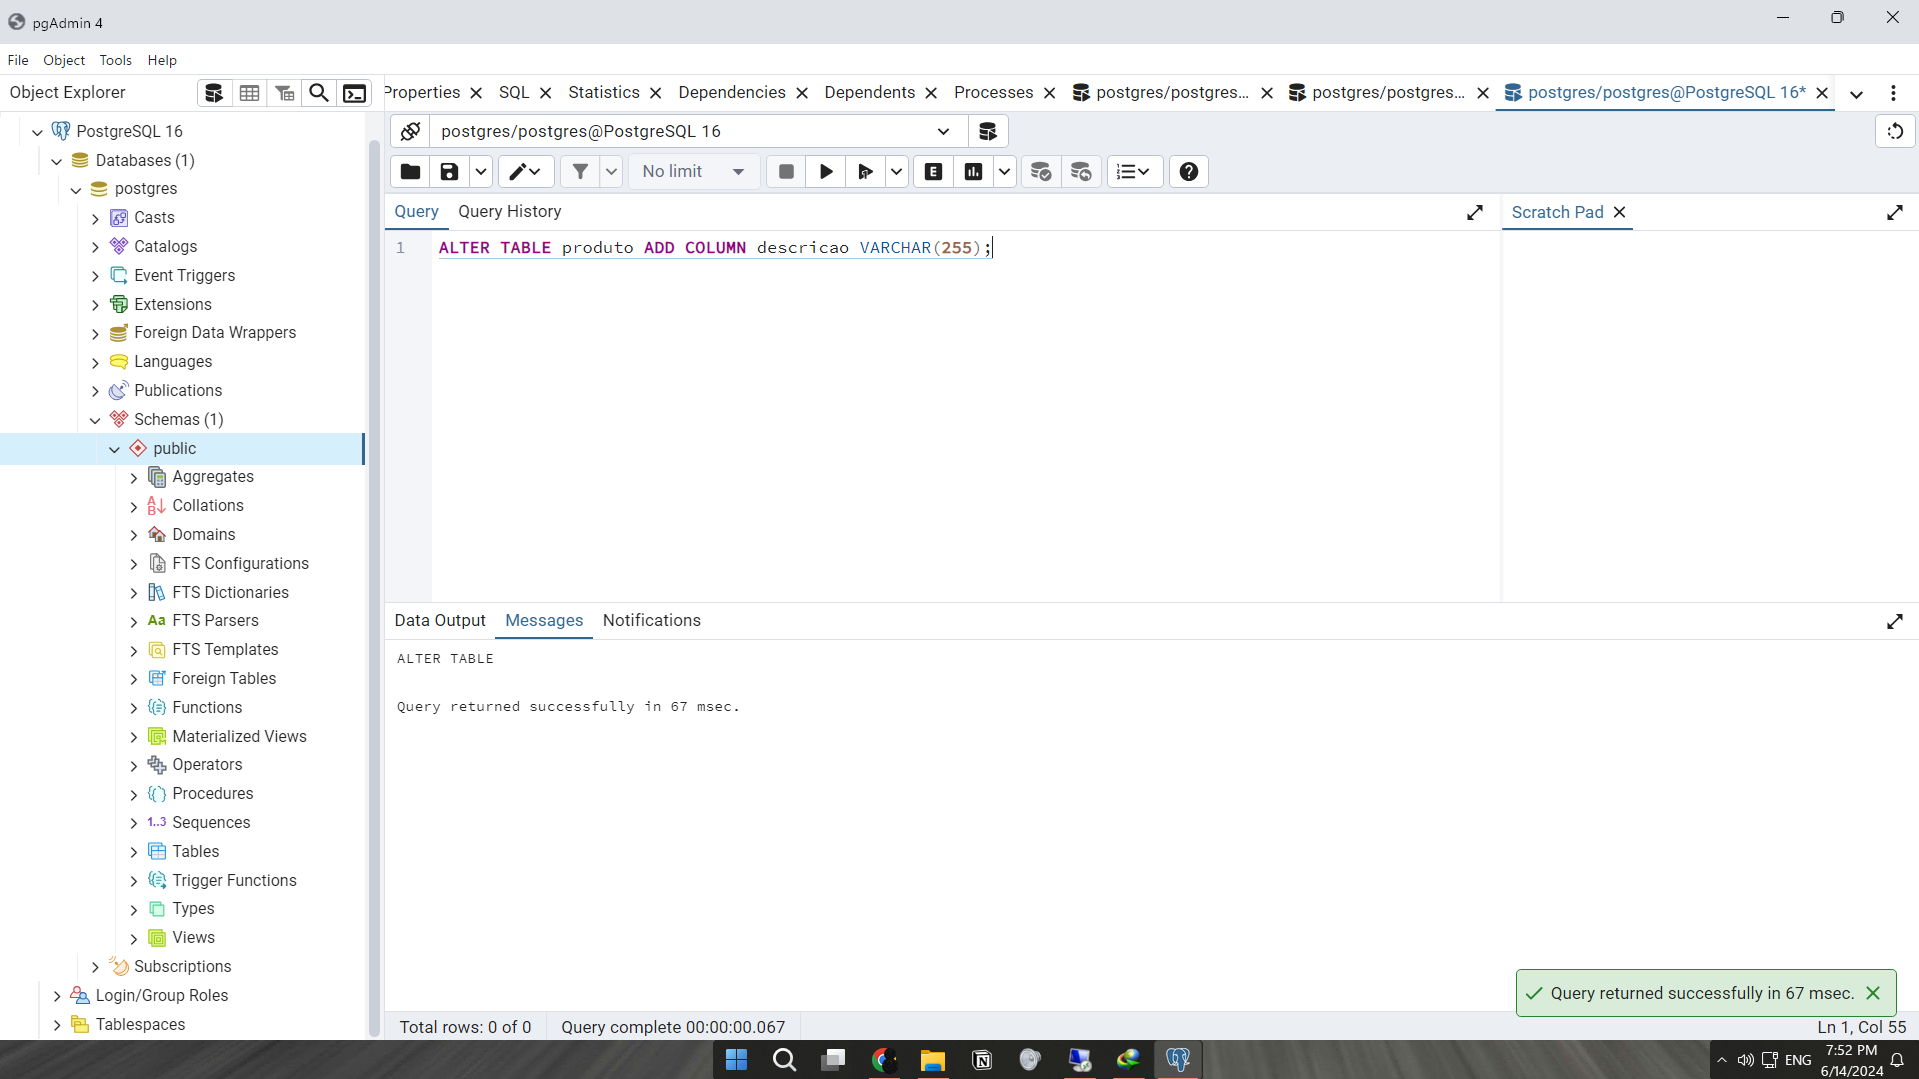 pgAdmin 4
File Object Tools Help
Object Explorer
Properties SQL Statistics Dependencies Dependents Processes postgres/postgres... postgres/postgres... postgres/postgres@PostgreSQL 16*
postgres/postgres@PostgreSQL 16
No limit
E
Query Query History
Scratch Pad
1 ALTER TABLE produto ADD COLUMN descricao VARCHAR(255);
PostgreSQL 16
Databases (1)
postgres
Casts
Catalogs
Event Triggers
Extensions
Foreign Data Wrappers
Languages
Publications
Schemas (1)
public
Aggregates
Collations
Domains
FTS Configurations
FTS Dictionaries
Aa FTS Parsers
FTS Templates
Foreign Tables
Functions
Materialized Views
Operators
Procedures
1..3 Sequences
Tables
Trigger Functions
Types
Views
Subscriptions
Login/Group Roles
Tablespaces
Data Output Messages Notifications
ALTER TABLE
Query returned successfully in 67 msec.
Query returned successfully in 67 msec.
Total rows: 0 of 0 Query complete 00:00:00.067
Ln 1, Col 55
ENG
7:52 PM
6/14/2024